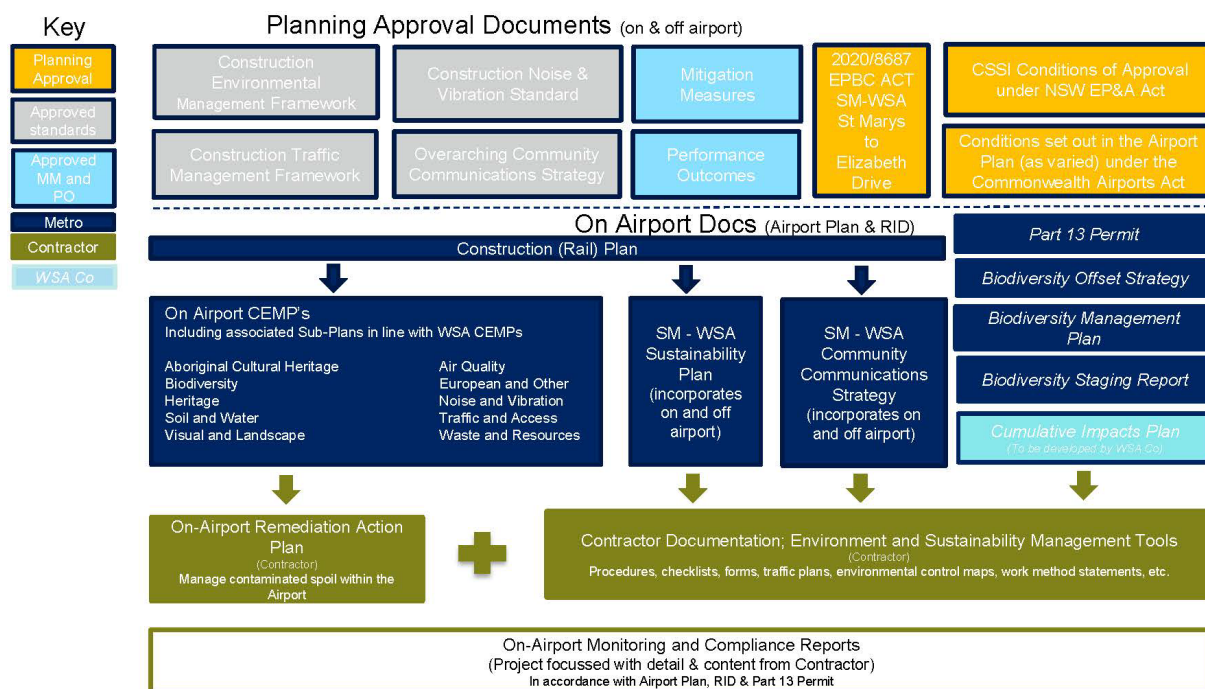 Key
Planning
Approval
Approved
standards
Approved
MM and
PO
Metro
Contractor
WSA Co
Planning Approval Documents (on & off airport)
Construction
Environmental
Management Framework
Construction Noise &
Vibration Standard
Mitigation
Measures
2020/8687
EPBC ACT
SM-WSA
St Marys
to
Elizabeth
Drive
CSSI Conditions of Approval
under NSW EP&A Act
Construction Traffic
Management Framework
Overarching Community
Communications Strategy
Performance
Outcomes
Conditions set out in the Airport
Plan (as varied) under the
Commonwealth Airports Act
On Airport Docs (Airport Plan & RID)
Construction (Rail) Plan
On Airport CEMP's
Including associated Sub-Plans in line with WSA CEMPs
Aboriginal Cultural Heritage
Biodiversity
Heritage
Soil and Water
Visual and Landscape
Air Quality
European and Other
Noise and Vibration
Traffic and Access
Waste and Resources
SM - WSA
Sustainability
Plan
(incorporates
on and off
airport)
SM – WSA
Community
Communications
Strategy
(incorporates on
and off airport)
Part 13 Permit
Biodiversity Offset Strategy
Biodiversity Management
Plan
Biodiversity Staging Report
Cumulative Impacts Plan
(To be developed by WSA Co)
On-Airport Remediation Action
Plan
(Contractor)
Manage contaminated spoil within the
Airport
Contractor Documentation; Environment and Sustainability Management Tools
(Contractor)
Procedures, checklists, forms, traffic plans, environmental control maps, work method statements, etc.
On-Airport Monitoring and Compliance Reports
(Project focussed with detail & content from Contractor)
In accordance with Airport Plan, RID & Part 13 Permit